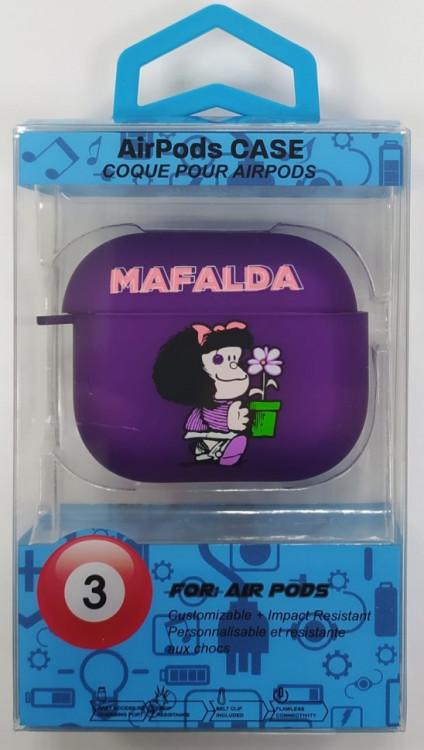 AirPods CASE
COQUE POUR AIRPODS
MAFALDA
3
FOR: AIR PODS
Customizable + Impact Resistant
Personnalisable et résistante
aux chocs
BELT CLIP
INCLUDED
FLAWLESS
CONNECTIVITY
RESISTANCE